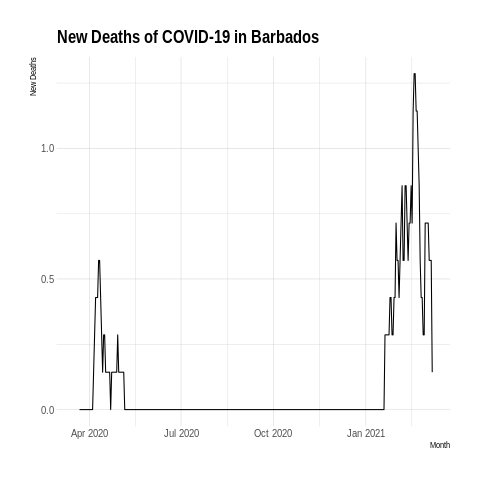 New Deaths of COVID-19 in Barbados
New Deaths
1.0
0.5
0.0
Apr 2020 Jul 2020 Oct 2020 Jan 2021
Month